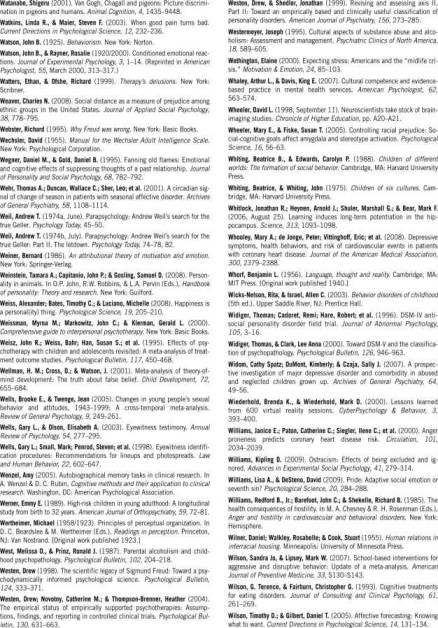 Watanabe, Shigeru (2001). Van Gogh, Chagall and pigeons: Picture discrimi-
nation in pigeons and humans. Animal Cognition, 4, 1435–9448.
Watkins, Linda R., & Maier, Steven F. (2003). When good pain turns bad.
Current Directions in Psychological Science, 12, 232–236.
Watson, John B. (1925). Behaviorism. New York: Norton.
Watson, John B., & Rayner, Rosalie (1920/2000). Conditioned emotional reac-
tions. Journal of Experimental Psychology, 3, 1–14. (Reprinted in American
Psychologist, 55, March 2000, 313–317.)
Watters, Ethan, & Ofshe, Richard (1999). Therapy's delusions. New York:
Scribner.
Weaver, Charles N. (2008). Social distance as a measure of prejudice among
ethnic groups in the United States. Journal of Applied Social Psychology,
38, 778–795.
Webster, Richard (1995). Why Freud was wrong. New York: Basic Books.
Wechsler, David (1955). Manual for the Wechsler Adult Intelligence Scale.
New York: Psychological Corporation.
Wegner, Daniel M., & Gold, Daniel B. (1995). Fanning old flames: Emotional
and cognitive effects of suppressing thoughts of a past relationship. Journal
of Personality and Social Psychology, 68, 782–792.
Wehr, Thomas A.; Duncan, Wallace C.; Sher, Leo; et al. (2001). A circadian sig-
nal of change of season in patients with seasonal affective disorder. Archives
of General Psychiatry, 58, 1108–1114.
Weil, Andrew T. (1974a, June). Parapsychology: Andrew Weil's search for the
true Geller. Psychology Today, 45–50.
Weil, Andrew T. (1974b, July). Parapsychology: Andrew Weil's search for the
true Geller: Part II. The letdown. Psychology Today, 74–78, 82.
Weiner, Bernard (1986). An attributional theory of motivation and emotion.
New York: Springer-Verlag.
Weinstein, Tamara A.; Capitanio, John P.; & Gosling, Samuel D. (2008). Person-
ality in animals. In O.P. John, R.W. Robbins, & L.A. Pervin (Eds.), Handbook
of personality: Theory and research. New York: Guilford.
Weiss, Alexander; Bates, Timothy C.; & Luciano, Michelle (2008). Happiness is
a personal(ity) thing. Psychological Science, 19, 205–210.
Weissman, Myrna M.; Markowitz, John C.; & Klerman, Gerald L. (2000).
Comprehensive guide to interpersonal psychotherapy. New York: Basic Books.
Weisz, John R.; Weiss, Bahr; Han, Susan S.; et al. (1995). Effects of psy-
chotherapy with children and adolescents revisited: A meta-analysis of treat-
ment outcome studies. Psychological Bulletin, 117, 450–468.
Wellman, H. M.; Cross, D.; & Watson, J. (2001). Meta-analysis of theory-of-
mind development: The truth about false belief. Child Development, 72,
655–684.
Wells, Brooke E., & Twenge, Jean (2005). Changes in young people's sexual
behavior and attitudes, 1943–1999: A cross-temporal meta-analysis.
Review of General Psychology, 9, 249–261.
Wells, Gary L., & Olson, Elisabeth A. (2003). Eyewitness testimony. Annual
Review of Psychology, 54, 277–295.
Wells, Gary L.; Small, Mark; Penrod, Steven; et al. (1998). Eyewitness identifi-
cation procedures: Recommendations for lineups and photospreads. Law
and Human Behavior, 22, 602–647.
Wenzel, Amy (2005). Autobiographical memory tasks in clinical research. In
A. Wenzel & D. C. Rubin, Cognitive methods and their application to clinical
research. Washington, DC: American Psychological Association.
Werner, Emmy E. (1989). High-risk children in young adulthood: A longitudinal
study from birth to 32 years. American Journal of Orthopsychiatry, 59, 72–81.
Wertheimer, Michael (1958/1923). Principles of perceptual organization. In
D. C. Beardslee & M. Wertheimer (Eds.), Readings in perception. Princeton,
NJ: Van Nostrand. [Original work published 1923.]
West, Melissa O., & Prinz, Ronald J. (1987). Parental alcoholism and child-
hood psychopathology. Psychological Bulletin, 102, 204–218.
Westen, Drew (1998). The scientific legacy of Sigmund Freud: Toward a psy-
chodynamically informed psychological science. Psychological Bulletin,
124, 333–371.
Westen, Drew; Novotny, Catherine M.; & Thompson-Brenner, Heather (2004).
The empirical status of empirically supported psychotherapies: Assump-
tions, findings, and reporting in controlled clinical trials. Psychological Bul-
letin, 130, 631–663.
Westen, Drew, & Shedler, Jonathan (1999). Revising and assessing axis II,
Part II: Toward an empirically based and clinically useful classification of
personality disorders. American Journal of Psychiatry, 156, 273–285.
Westermeyer, Joseph (1995). Cultural aspects of substance abuse and alco-
holism: Assessment and management. Psychiatric Clinics of North America,
18, 589–605.
Wethington, Elaine (2000). Expecting stress: Americans and the "midlife cri-
sis." Motivation & Emotion, 24, 85–103.
Whaley, Arthur L., & Davis, King E. (2007). Cultural competence and evidence-
based practice in mental health services. American Psychologist, 62,
563–574.
Wheeler, David L. (1998, September 11). Neuroscientists take stock of brain-
imaging studies. Chronicle of Higher Education, pp. A20–A21.
Wheeler, Mary E., & Fiske, Susan T. (2005). Controlling racial prejudice: So-
cial-cognitive goals affect amygdala and stereotype activation. Psychological
Science, 16, 56–63.
Whiting, Beatrice B., & Edwards, Carolyn P. (1988). Children of different
worlds: The formation of social behavior. Cambridge, MA: Harvard University
Press.
Whiting, Beatrice, & Whiting, John (1975). Children of six cultures. Cam-
bridge, MA: Harvard University Press.
Whitlock, Jonathan R.; Heynen, Arnold J.; Shuler, Marshall G.; & Bear, Mark F.
(2006, August 25). Learning induces long-term potentiation in the hip-
pocampus. Science, 313, 1093–1098.
Whooley, Mary A.; de Jonge, Peter; Vittinghoff, Eric; et al. (2008). Depressive
symptoms, health behaviors, and risk of cardiovascular events in patients
with coronary heart disease. Journal of the American Medical Association,
300, 2379–2388.
Whorf, Benjamin L. (1956). Language, thought and reality. Cambridge, MA:
MIT Press. [Original work published 1940.]
Wicks-Nelson, Rita, & Israel, Allen C. (2003). Behavior disorders of childhood
(5th ed.). Upper Saddle River, NJ: Prentice Hall.
Widiger, Thomas; Cadoret, Remi; Hare, Robert; et al. (1996). DSM-IV anti-
social personality disorder field trial. Journal of Abnormal Psychology,
105, 3–16.
Widiger, Thomas, & Clark, Lee Anna (2000). Toward DSM-V and the classifica-
tion of psychopathology. Psychological Bulletin, 126, 946–963.
Widom, Cathy Spatz; DuMont, Kimberly; & Czaja, Sally J. (2007). A prospec-
tive investigation of major depressive disorder and comorbidity in abused
and neglected children grown up. Archives of General Psychiatry, 64,
49–56.
Wiederhold, Brenda K., & Wiederhold, Mark D. (2000). Lessons learned
from 600 virtual reality sessions. CyberPsychology & Behavior, 3,
393–400.
Williams, Janice E.; Paton, Catherine C.; Siegler, Ilene C.; et al. (2000). Anger
proneness predicts coronary heart disease risk. Circulation, 101,
2034–2039.
Williams, Kipling D. (2009). Ostracism: Effects of being excluded and ig-
nored. Advances in Experimental Social Psychology, 41, 279–314.
Williams, Lisa A., & DeSteno, David (2009). Pride: Adaptive social emotion or
seventh sin? Psychological Science, 20, 284–288.
Williams, Redford B., Jr.; Barefoot, John C.; & Shekelle, Richard B. (1985). The
health consequences of hostility. In M. A. Chesney & R. H. Rosenman (Eds.),
Anger and hostility in cardiovascular and behavioral disorders. New York:
Hemisphere.
Wilner, Daniel; Walkley, Rosabelle; & Cook, Stuart (1955). Human relations in
interracial housing. Minneapolis: University of Minnesota Press.
Wilson, Sandra Jo, & Lipsey, Mark W. (2007). School-based interventions for
aggressive and disruptive behavior: Update of a meta-analysis. American
Journal of Preventive Medicine, 33, S130–S143.
Wilson, G. Terence, & Fairburn, Christopher G. (1993). Cognitive treatments
for eating disorders. Journal of Consulting and Clinical Psychology, 61,
261–269.
Wilson, Timothy D.; & Gilbert, Daniel T. (2005). Affective forecasting: Knowing
what to want. Current Directions in Psychological Science, 14, 131–134.